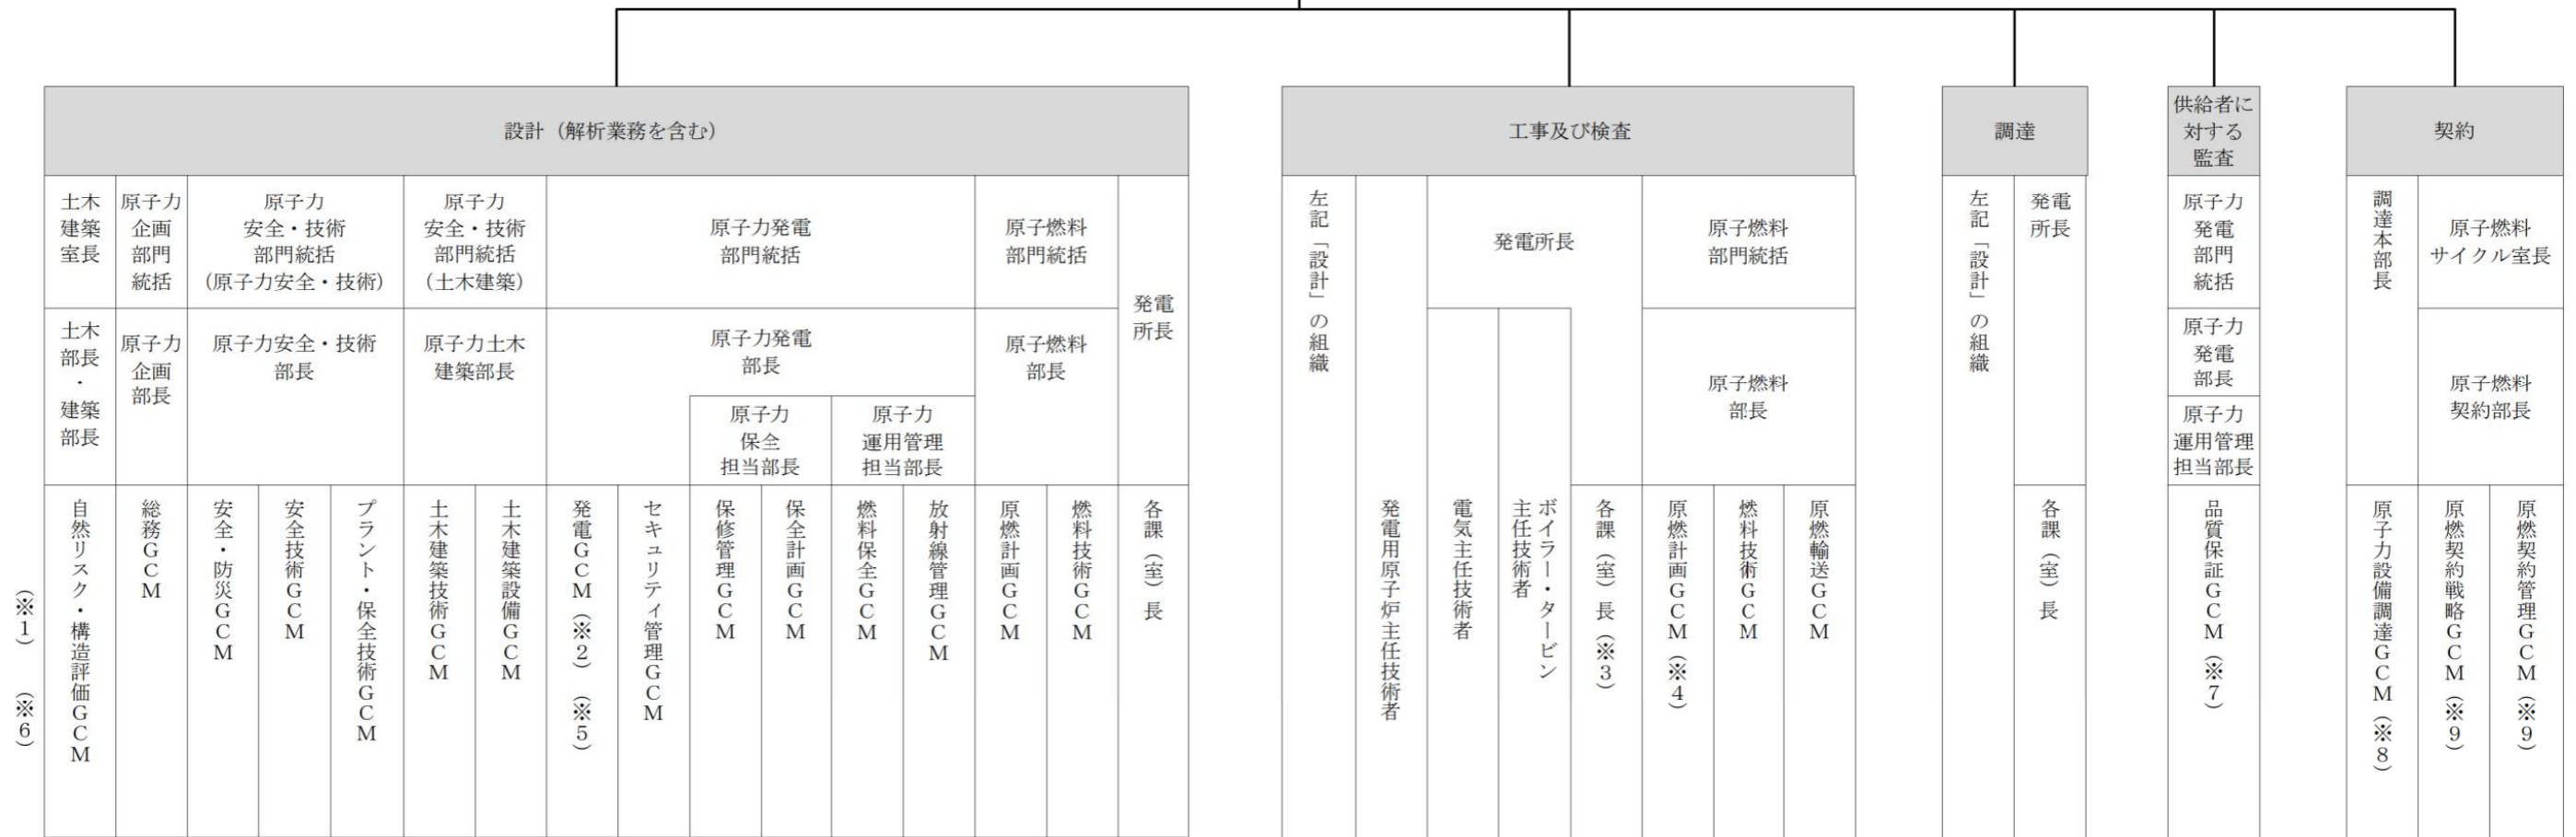 設計（解析業務を含む）
工事及び検査
調達
供給者に
対する
監査
契約
土木
建築
室長
原子力
企画
部門
統括
原子力
安全・技術
部門統括
（原子力安全・技術）
原子力
安全・技術
部門統括
（土木建築）
原子力発電
部門統括
原子燃料
部門統括
発電
所長
土木
部長
・
建築
部長
原子力
企画
部長
原子力安全・技術
部長
原子力土木
建築部長
原子力発電
部長
原子力
保全
担当部長
原子力
運用管理
担当部長
原子燃料
部長
（※1）　（※6）
自然リスク・構造評価ＧＣＭ
総務ＧＣＭ
安全・防災ＧＣＭ
安全技術ＧＣＭ
プラント・保全技術ＧＣＭ
土木建築技術ＧＣＭ
土木建築設備ＧＣＭ
発電ＧＣＭ（※2）（※5）
セキュリティ管理ＧＣＭ
保修管理ＧＣＭ
保全計画ＧＣＭ
燃料保全ＧＣＭ
放射線管理ＧＣＭ
原燃計画ＧＣＭ
燃料技術ＧＣＭ
各課（室）長
左記「設計」の組織
発電用原子炉主任技術者
発電所長
電気主任技術者
ボイラー・タービン
主任技術者
各課（室）長（※3）
原子燃料
部門統括
原子燃料
部長
原燃計画ＧＣＭ（※4）
燃料技術ＧＣＭ
原燃輸送ＧＣＭ
左記「設計」の組織
発電
所長
各課（室）長
原子力
発電
部門
統括
原子力
発電
部長
原子力
運用管理
担当部長
品質保証ＧＣＭ（※7）
調達本部長
原子力設備調達ＧＣＭ（※8）
原子燃料
サイクル室長
原子燃料
契約部長
原燃契約戦略ＧＣＭ（※9）
原燃契約管理ＧＣＭ（※9）